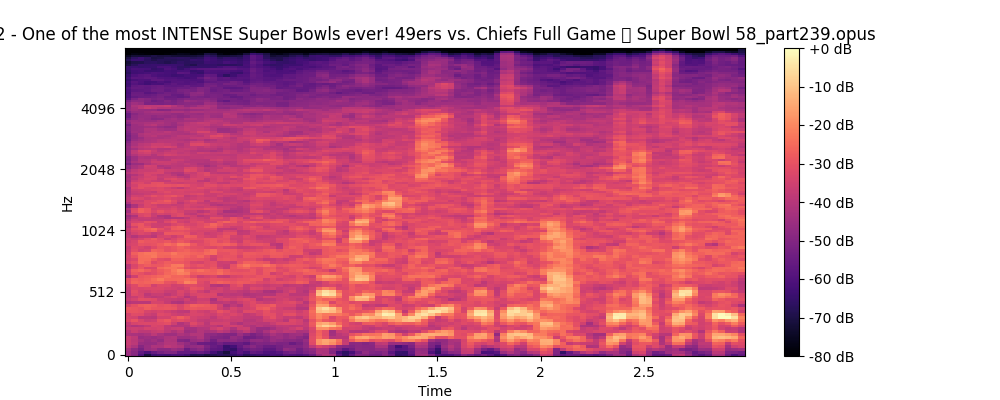 2 - One of the most INTENSE Super Bowls ever! 49ers vs. Chiefs Full Game Super Bowl 58_part239.opus
+0 dB
-10 dB
-20 dB
-30 dB
-40 dB
-50 dB
-60 dB
-70 dB
-80 dB
4096
2048
1024
512
0
Hz
0
0.5
1
1.5
2
2.5
Time